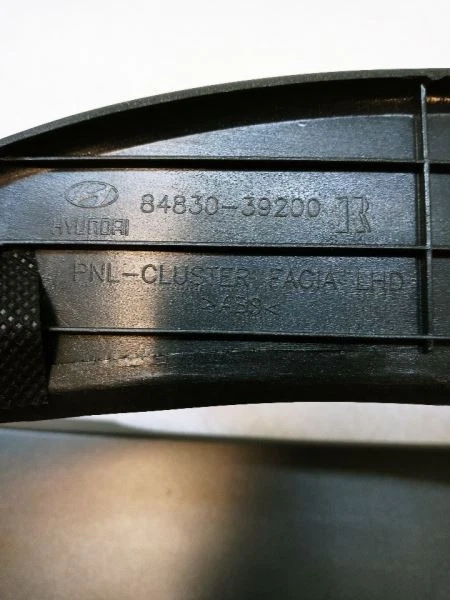 84830-39200
HYUNDAI
PNL-CLUSTER FACIA LHD
>ABS<